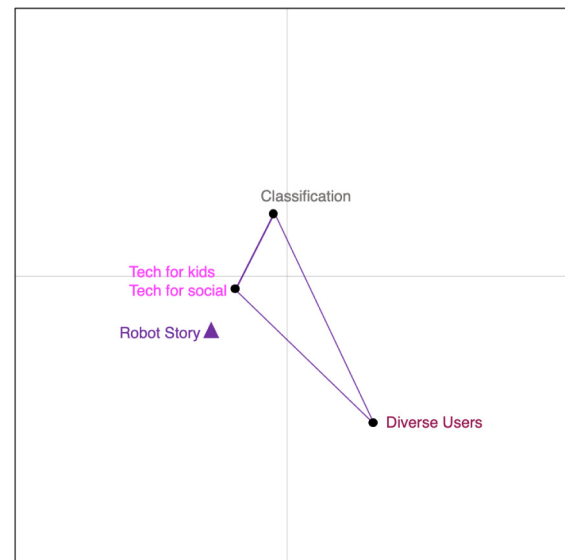 Classification
Tech for kids
Tech for social
Robot Story
Diverse Users